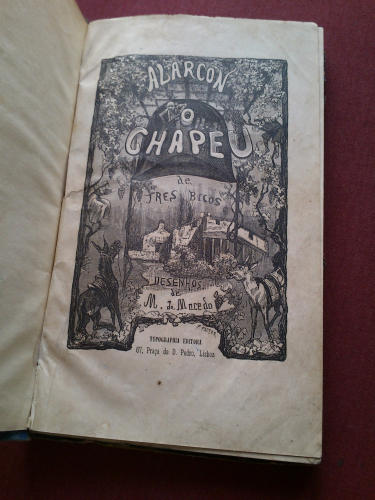 ALARCON
O
CHAPEU
de
TRES BICOS
DESENHOS
de
M. de Macedo
TYPOGRAPHIA EDITORA
67, Praça de D. Pedro, Lisboa